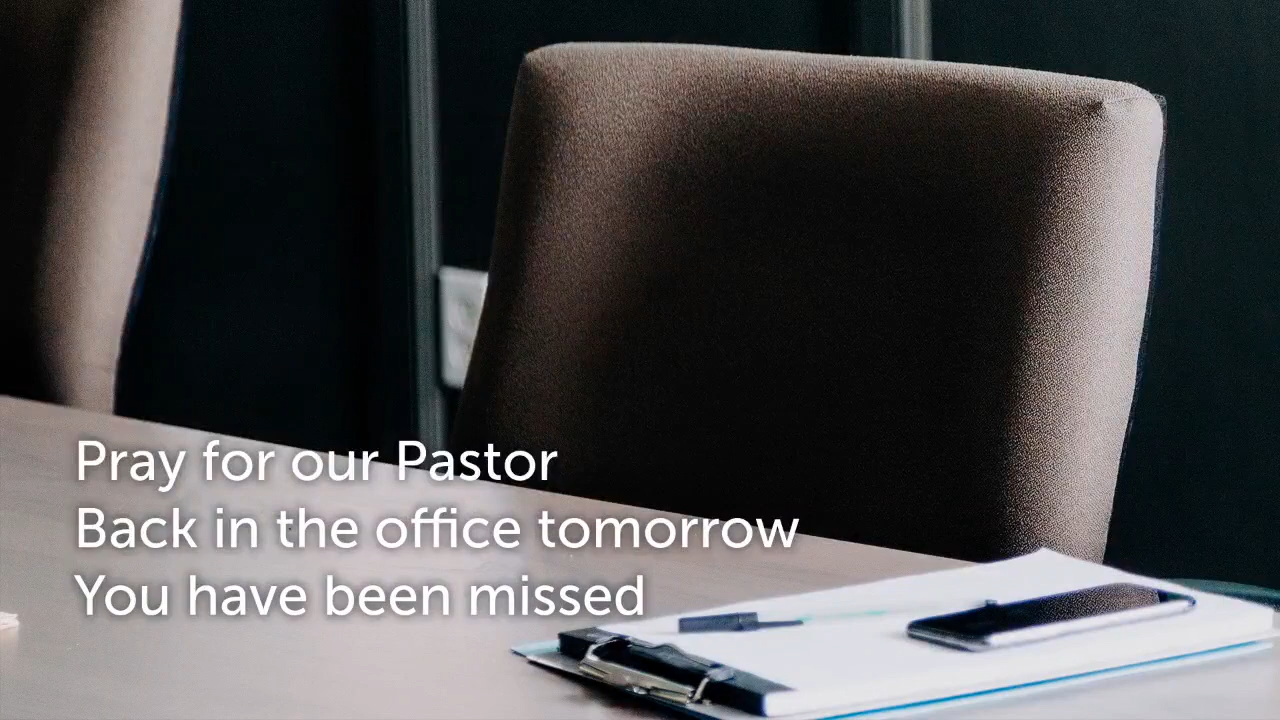 Pray for our Pastor
Back in the office tomorrow
You have been missed